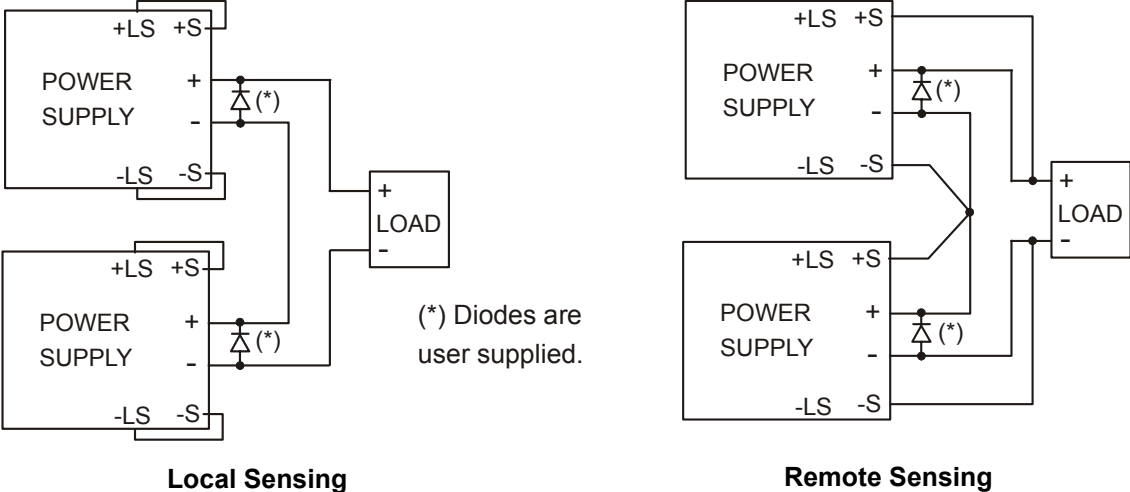 +LS +S
POWER
SUPPLY
+
(*)
-
-LS -S
+
LOAD
-
+LS +S
POWER
SUPPLY
+
(*)
-
-LS -S
(*) Diodes are
user supplied.
Local Sensing
+LS +S
POWER
SUPPLY
+
(*)
-
-LS -S
+
LOAD
-
+LS +S
POWER
SUPPLY
+
(*)
-
-LS -S
Remote Sensing